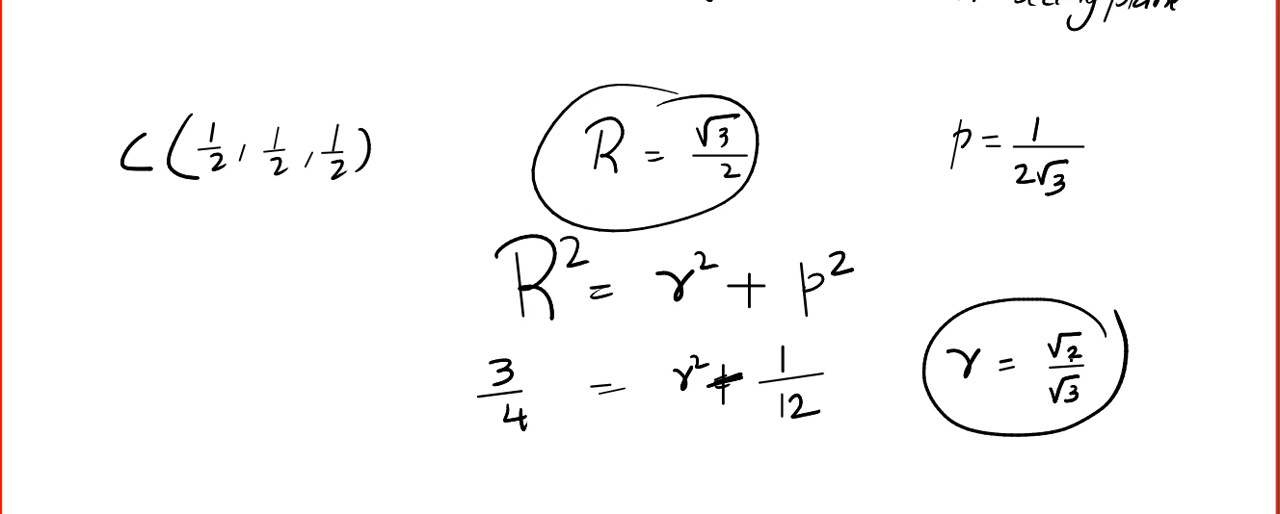 plane
C(1/2, 1/2, 1/2) R = √3/2 p = 1/(2√3)
R² = r² + p²
3/4 = r² + 1/12 r = √2/√3